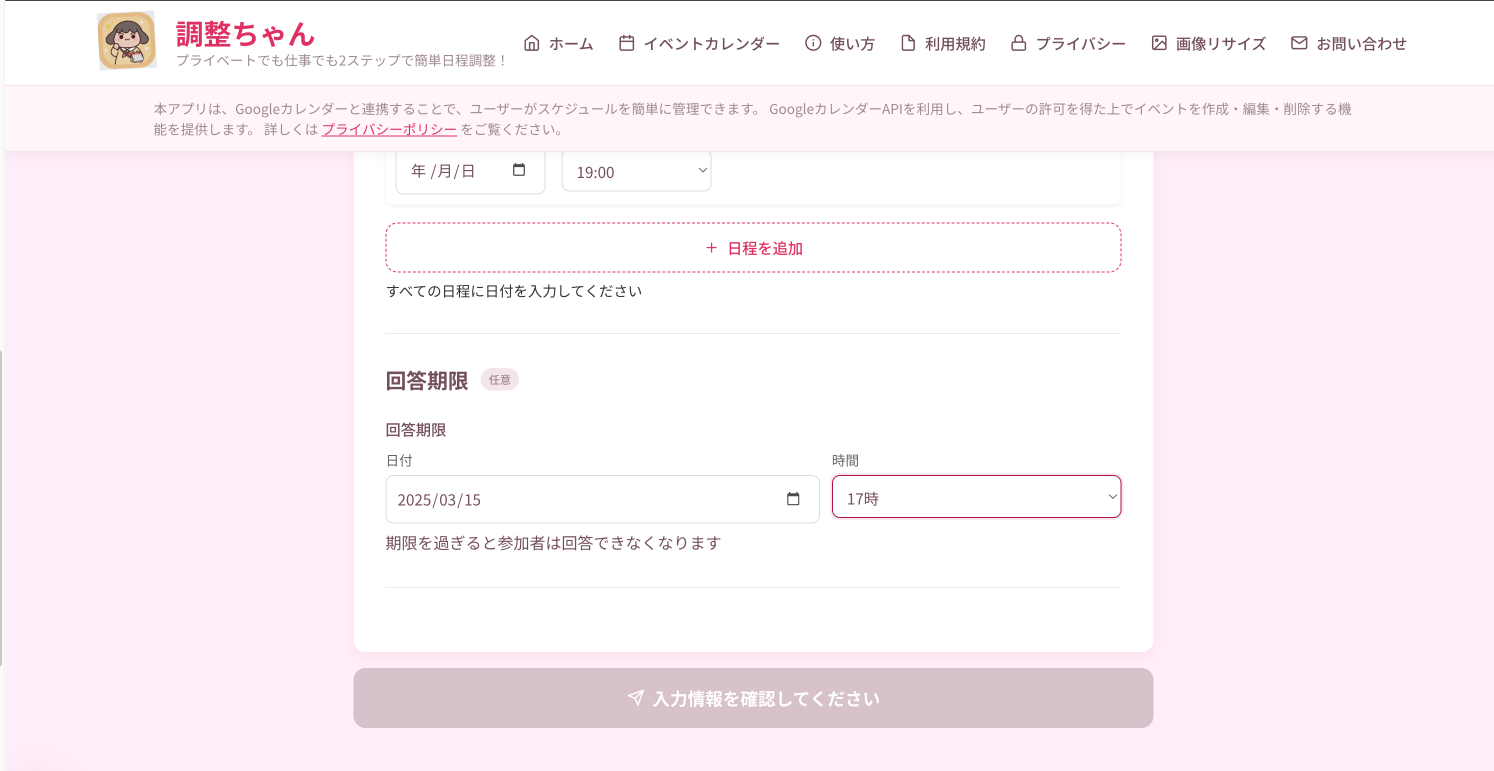 調整ちゃん
プライベートでも仕事でも2ステップで簡単日程調整！
ホーム
イベントカレンダー
使い方
利用規約
プライバシー
画像リサイズ
お問い合わせ
本アプリは、Googleカレンダーと連携することで、ユーザーがスケジュールを簡単に管理できます。 GoogleカレンダーAPIを利用し、ユーザーの許可を得た上でイベントを作成・編集・削除する機
能を提供します。 詳しくは プライバシーポリシー をご覧ください。
年 /月/日
19:00
+ 日程を追加
すべての日程に日付を入力してください
回答期限 任意
回答期限
日付
時間
2025/03/15
17時
期限を過ぎると参加者は回答できなくなります
入力情報を確認してください